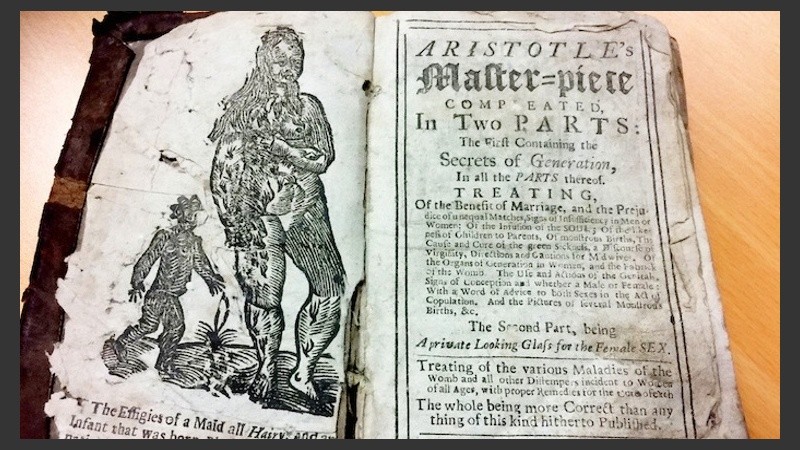 The Effigies of a Maid all Hairy, and an
Infant that was born
ARISTOTLE's
Master=piece
COMP EATED,
In Two PARTS:
The First Containing the
Secrets of Generation,
In all the PARTS thereof.
TREATING,
Of the Benefit of Marriage, and the Preju-
dice of unequal Matches, Signs of Insufficiency in Men or
Women; Of the Infusion of the SOUL; Of the Like-
ness of Children to Parents, Of monstrous Births, The
Cause and Cure of the green Sickness, a Discourse of
Virginity, Directions and Cautions for Midwives, Of
the Organs of Generation in Women, and the Fabrick
of the Womb. The Use and Actions of the Genitals,
Signs of Conception and whether a Male or Female;
With a Word of Advice to both Sexes in the Act of
Copulation. And the Pictures of several Monstrous
Births, &c.
The Second Part, being
A private Looking Glass for the Female SEX.
Treating of the various Maladies of the
Womb and all other Distempers incident to Women
of all Ages, with proper Remedies for the Cure of each
The whole being more Correct than any
thing of this kind hitherto Published.